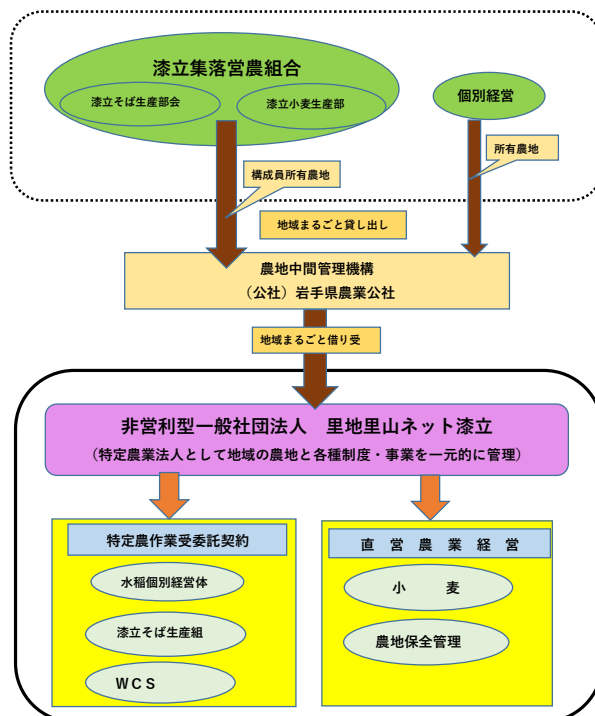 漆立集落営農組合
漆立そば生産部会
漆立小麦生産部
個別経営
構成員所有農地
所有農地
地域まるごと貸し出し
農地中間管理機構
（公社）岩手県農業公社
地域まるごと借り受
非営利型一般社団法人　里地里山ネット漆立
（特定農業法人として地域の農地と各種制度・事業を一元的に管理）
特定農作業受委託契約
水稲個別経営体
漆立そば生産組
ＷＣＳ
直　営　農　業　経　営
小　　麦
農地保全管理